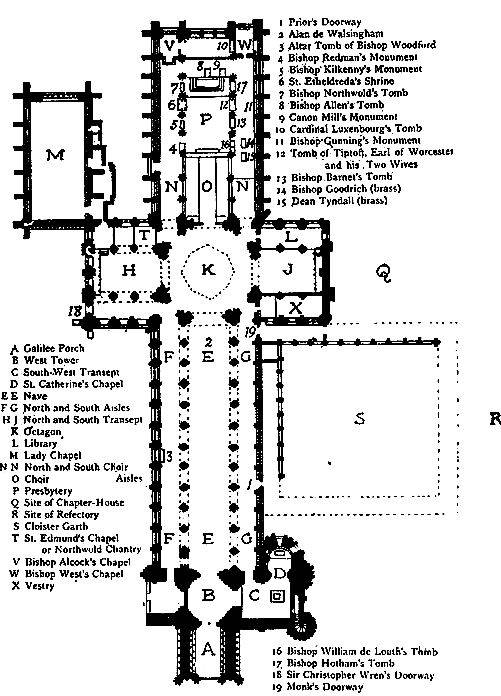 1 Prior's Doorway
2 Alan de Walsingham
3 Altar Tomb of Bishop Woodford
4 Bishop Redman's Monument
5 Bishop Kilkenny's Monument
6 St. Etheldreda's Shrine
7 Bishop Northwold's Tomb
8 Bishop Allen's Tomb
9 Canon Mill's Monument
10 Cardinal Luxembourg's Tomb
11 Bishop Gunning's Monument
12 Tomb of Tiptoft, Earl of Worcester
and his Two Wives
13 Bishop Barnet's Tomb
14 Bishop Goodrich (brass)
15 Dean Tyndall (brass)
V 10 W
8 9
7 17
6 12 11
5 P 13
4 16 14
15
M
N O N
T L
H K J Q
X
18
19
2
F E G
S R
3
1
F E G
D
B C
A
A Galilee Porch
B West Tower
C South-West Transept
D St. Catherine's Chapel
E E Nave
F G North and South Aisles
H J North and South Transept
K Octagon
L Library
M Lady Chapel
N N North and South Choir
O Choir Aisles
P Presbytery
Q Site of Chapter-House
R Site of Refectory
S Cloister Garth
T St. Edmund's Chapel
or Northwold Chantry
V Bishop Alcock's Chapel
W Bishop West's Chapel
X Vestry
16 Bishop William de Louth's Tomb
17 Bishop Hotham's Tomb
18 Sir Christopher Wren's Doorway
19 Monk's Doorway